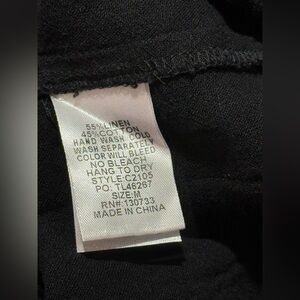 55%LINEN
45%COTTON
HAND WASH COLD
WASH SEPARATELY
COLOR WILL BLEED
NO BLEACH
HANG TO DRY
STYLE:C2105
PO: TL46267
SIZE:M
RN#:130733
MADE IN CHINA